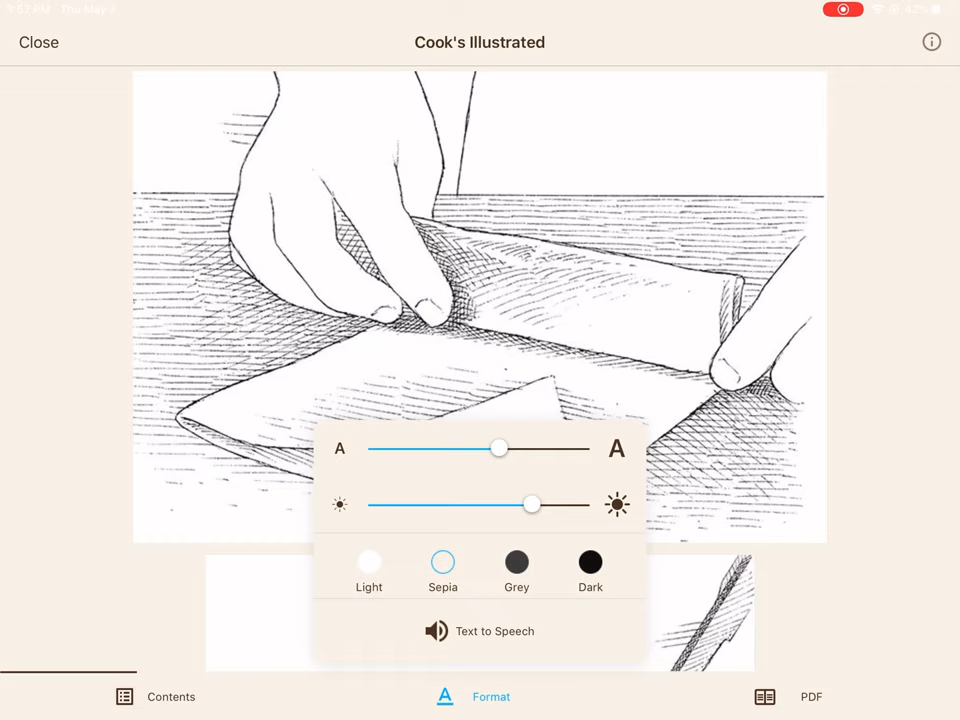 Close
Cook's Illustrated
A
A
Light
Sepia
Grey
Dark
Text to Speech
Contents
A
Format
PDF